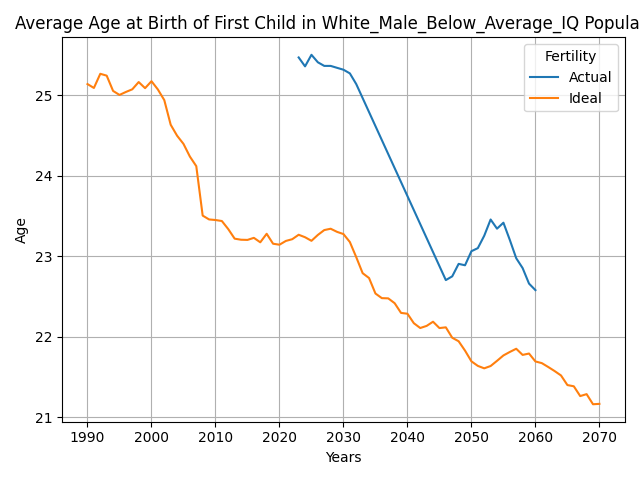 Average Age at Birth of First Child in White_Male_Below_Average_IQ Popula
Fertility
Actual
Ideal
Age
25
24
23
22
21
1990 2000 2010 2020 2030 2040 2050 2060 2070
Years